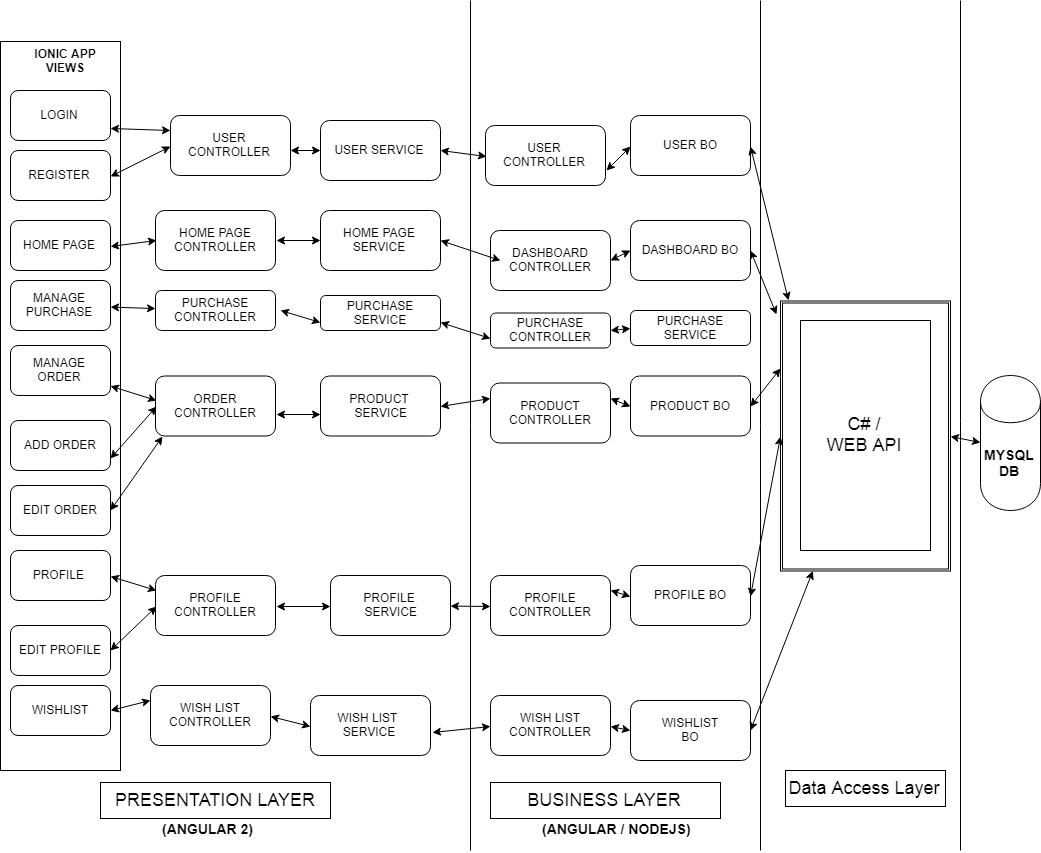 IONIC APP
VIEWS
LOGIN
REGISTER
HOME PAGE
MANAGE
PURCHASE
MANAGE
ORDER
ADD ORDER
EDIT ORDER
PROFILE
EDIT PROFILE
WISHLIST
USER
CONTROLLER
HOME PAGE
CONTROLLER
PURCHASE
CONTROLLER
ORDER
CONTROLLER
PROFILE
CONTROLLER
WISH LIST
CONTROLLER
USER SERVICE
HOME PAGE
SERVICE
PURCHASE
SERVICE
PRODUCT
SERVICE
PROFILE
SERVICE
WISH LIST
SERVICE
PRESENTATION LAYER
(ANGULAR 2)
USER
CONTROLLER
DASHBOARD
CONTROLLER
PURCHASE
CONTROLLER
PRODUCT
CONTROLLER
PROFILE
CONTROLLER
WISH LIST
CONTROLLER
USER BO
DASHBOARD BO
PURCHASE
SERVICE
PRODUCT BO
PROFILE BO
WISHLIST
BO
BUSINESS LAYER
(ANGULAR / NODEJS)
C# /
WEB API
Data Access Layer
MYSQL
DB